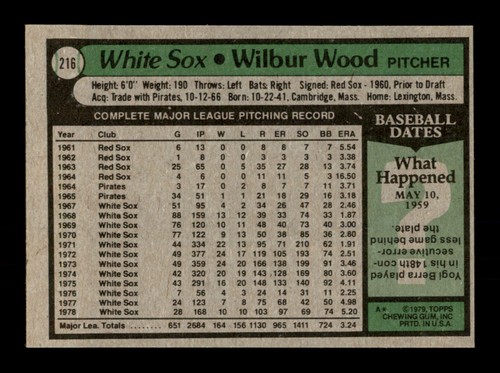 216
White Sox • Wilbur Wood PITCHER
Height: 6'0" Weight: 190 Throws: Left Bats: Right Signed: Red Sox - 1960, Prior to Draft
Acq: Trade with Pirates, 10-12-66 Born: 10-22-41, Cambridge, Mass. Home: Lexington, Mass.
COMPLETE MAJOR LEAGUE PITCHING RECORD
Year Club G IP W L R ER SO BB ERA
1961 Red Sox 6 13 0 0 8 8 7 7 5.54
1962 Red Sox 1 8 0 0 3 3 3 3 3.38
1963 Red Sox 25 65 0 5 35 27 28 13 3.74
1964 Red Sox 4 6 0 0 11 11 5 3 16.50
1964 Pirates 3 17 0 2 8 7 7 11 3.71
1965 Pirates 34 51 1 1 21 18 29 16 3.18
1967 White Sox 51 95 4 2 34 26 47 28 2.46
1968 White Sox 88 159 13 12 39 33 74 33 1.87
1969 White Sox 76 120 10 11 48 40 73 40 3.00
1970 White Sox 77 122 9 13 50 38 85 36 2.80
1971 White Sox 44 334 22 13 95 71 210 62 1.91
1972 White Sox 49 377 24 17 119 105 193 74 2.51
1973 White Sox 49 359 24 20 166 138 199 91 3.46
1974 White Sox 42 320 20 19 143 128 169 80 3.60
1975 White Sox 43 291 16 20 148 133 140 92 4.11
1976 White Sox 7 56 4 3 24 14 31 11 2.25
1977 White Sox 24 123 7 8 75 68 42 50 4.98
1978 White Sox 28 168 10 10 103 97 69 74 5.20
Major Lea. Totals 651 2684 164 156 1130 965 1411 724 3.24
BASEBALL
DATES
What
Happened
MAY 10,
1959
?
Yogi Berra played
in his 148th con-
secutive error-
less game behind
the plate.
A* © 1979, TOPPS
CHEWING GUM, INC.
PRTD. IN U.S.A.